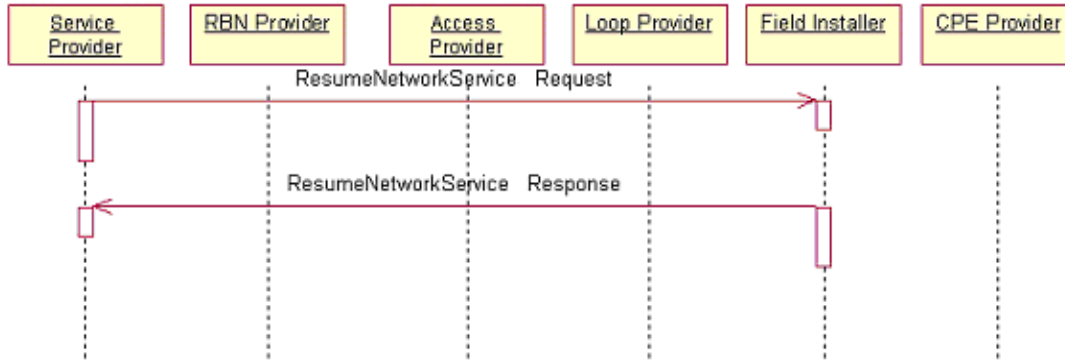 Service
Provider
RBN Provider
Access
Provider
Loop Provider
Field Installer
CPE Provider
ResumeNetworkService Request
ResumeNetworkService Response